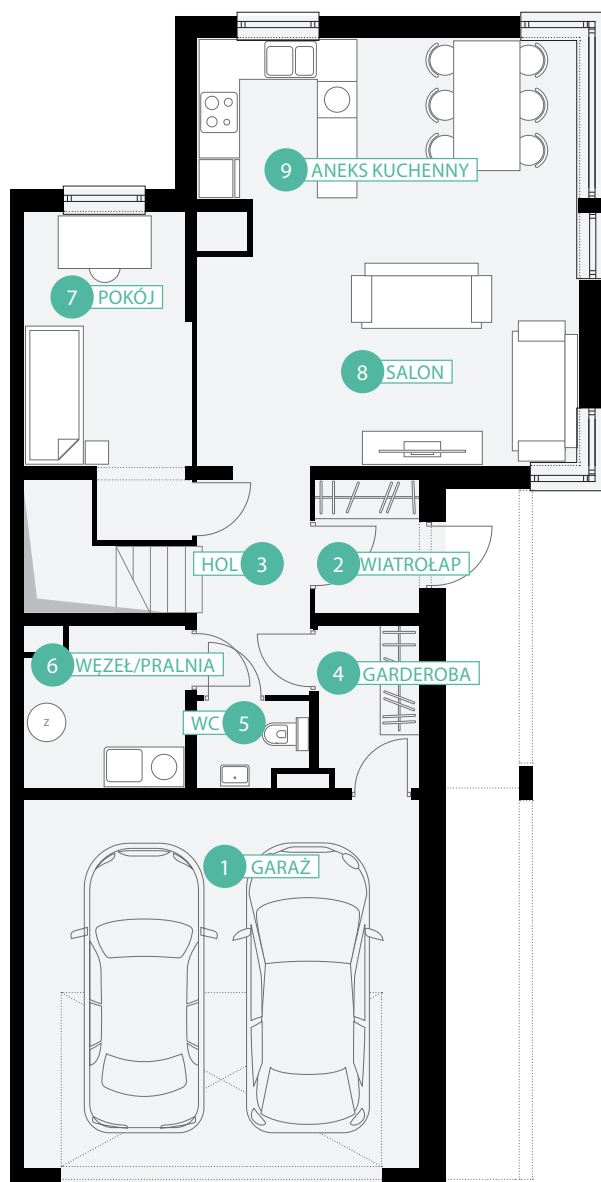 9 ANEKS KUCHENNY
7 POKÓJ
8 SALON
HOL 3
2 WIATROŁAP
6 WĘZEŁ/PRALNIA
4 GARDEROBA
WC 5
Z
1 GARAŻ